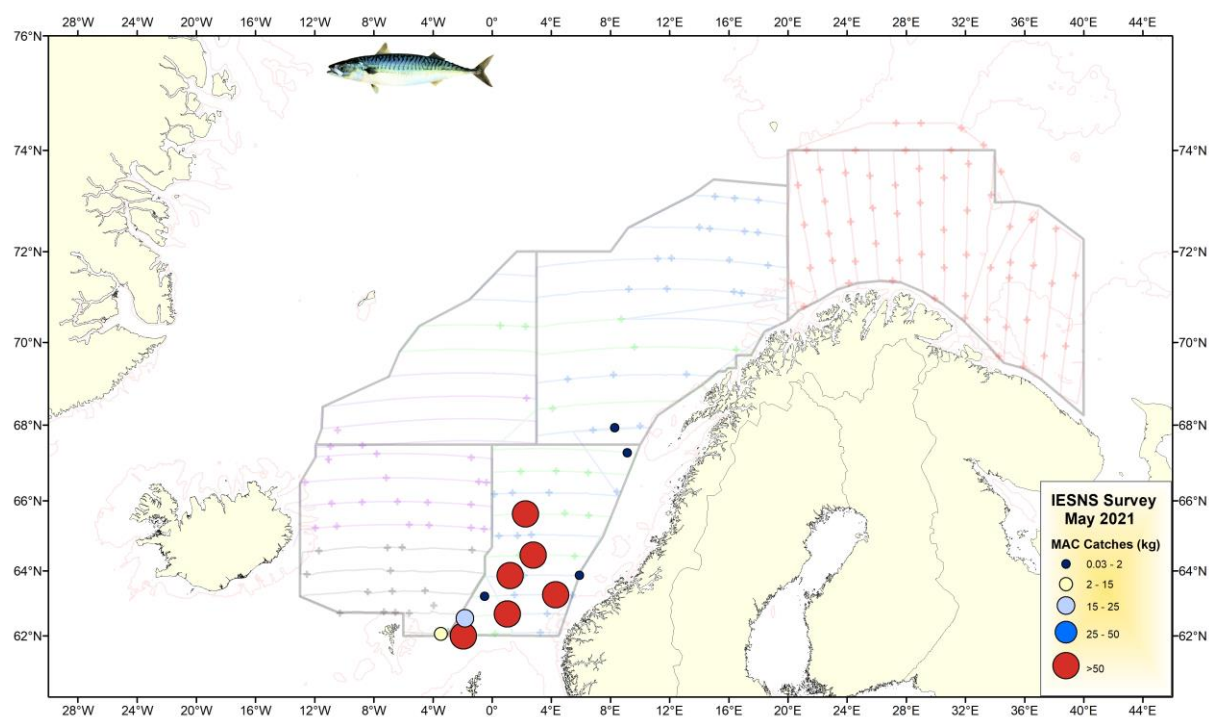 28°W 24°W 20°W 16°W 12°W 8°W 4°W 0° 4°E 8°E 12°E 16°E 20°E 24°E 28°E 32°E 36°E 40°E 44°E
76°N 76°N
74°N 74°N
72°N 72°N
70°N 70°N
68°N 68°N
66°N 66°N
IESNS Survey
May 2021
MAC Catches (kg)
0.03 - 2
2 - 15
15 - 25
25 - 50
>50
64°N 64°N
62°N 62°N
28°W 24°W 20°W 16°W 12°W 8°W 4°W 0° 4°E 8°E 12°E 16°E 20°E 24°E 28°E 32°E 36°E 40°E 44°E